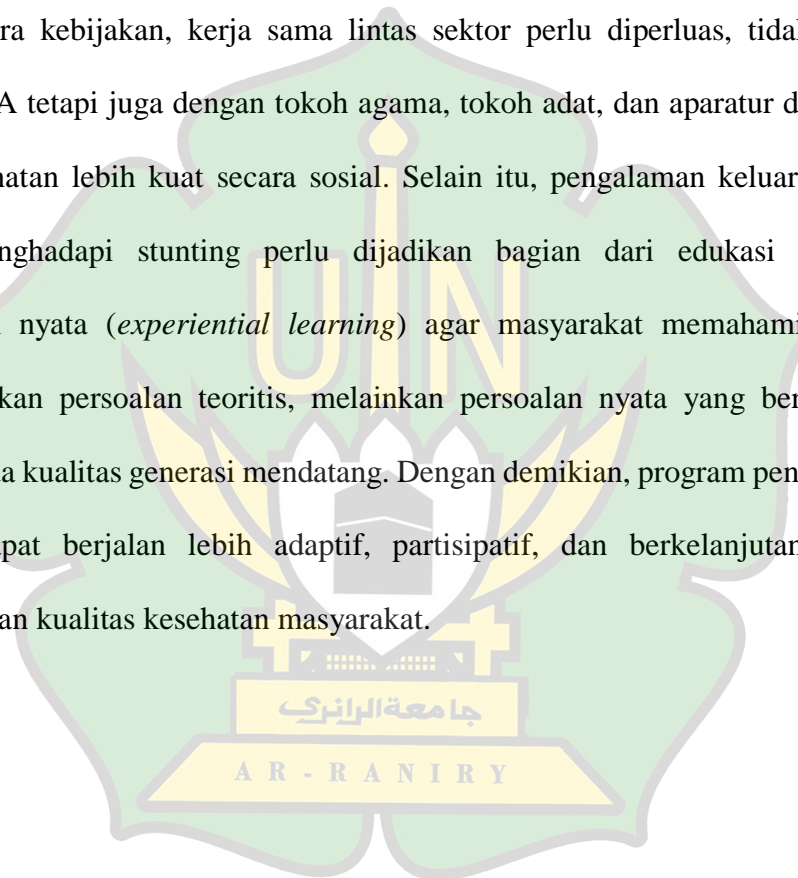 ra kebijakan, kerja sama lintas sektor perlu diperluas, tidal
A tetapi juga dengan tokoh agama, tokoh adat, dan aparatur d
natan lebih kuat secara sosial. Selain itu, pengalaman keluar
nghadapi stunting perlu dijadikan bagian dari edukasi
nyata (experiential learning) agar masyarakat memahami
kan persoalan teoritis, melainkan persoalan nyata yang ber
a kualitas generasi mendatang. Dengan demikian, program pen
pat berjalan lebih adaptif, partisipatif, dan berkelanjutan
an kualitas kesehatan masyarakat.
UIN
جامعةالرانري
AR-RANIRY